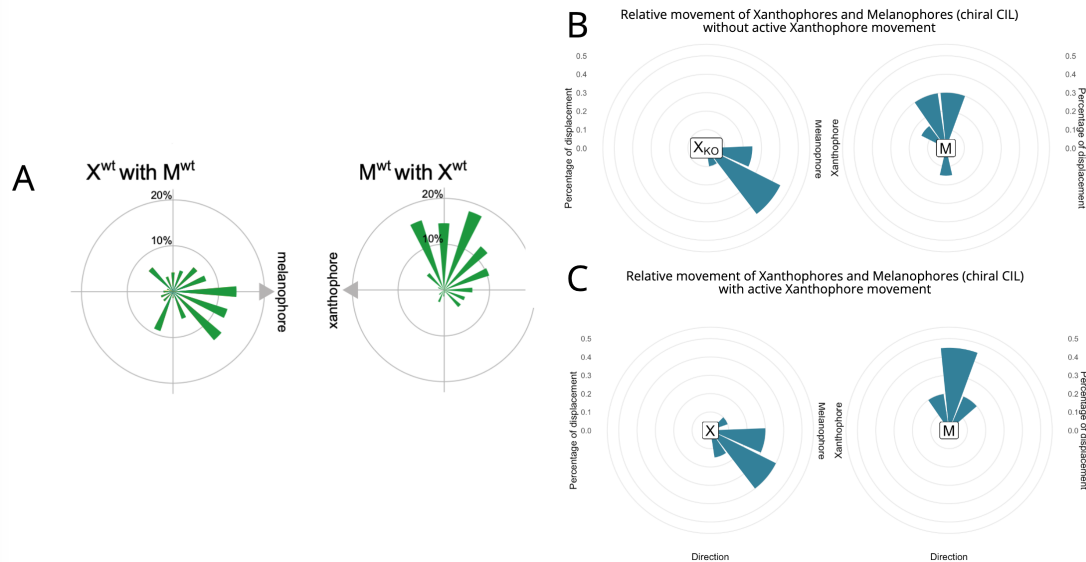 A
X^wt with M^wt
20%
10%
melanophore
M^wt with X^wt
20%
10%
xanthophore
B
Relative movement of Xanthophores and Melanophores (chiral CIL)
without active Xanthophore movement
Percentage of displacement
0.5
0.4
0.3
0.2
0.1
0.0
X_KO
Melanophore
Xanthophore
M
0.5
0.4
0.3
0.2
0.1
0.0
Percentage of displacement
C
Relative movement of Xanthophores and Melanophores (chiral CIL)
with active Xanthophore movement
Percentage of displacement
0.5
0.4
0.3
0.2
0.1
0.0
X
Melanophore
Xanthophore
M
0.5
0.4
0.3
0.2
0.1
0.0
Percentage of displacement
Direction
Direction